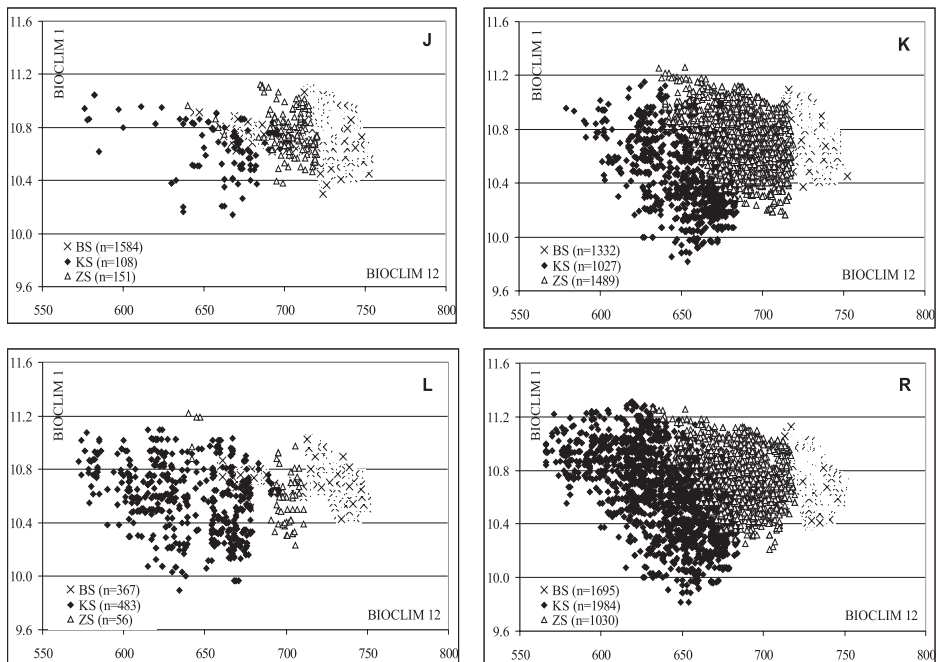 11.6
11.2
10.8
10.4
10.0
9.6
550 600 650 700 750 800
BIOCLIM 1
J
× BS (n=1584)
◆ KS (n=108)
△ ZS (n=151)
BIOCLIM 12
11.6
11.2
10.8
10.4
10.0
9.6
550 600 650 700 750 800
BIOCLIM 1
K
× BS (n=1332)
◆ KS (n=1027)
△ ZS (n=1489)
BIOCLIM 12
11.6
11.2
10.8
10.4
10.0
9.6
550 600 650 700 750 800
BIOCLIM 1
L
× BS (n=367)
◆ KS (n=483)
△ ZS (n=56)
BIOCLIM 12
11.6
11.2
10.8
10.4
10.0
9.6
550 600 650 700 750 800
BIOCLIM 1
R
× BS (n=1695)
◆ KS (n=1984)
△ ZS (n=1030)
BIOCLIM 12